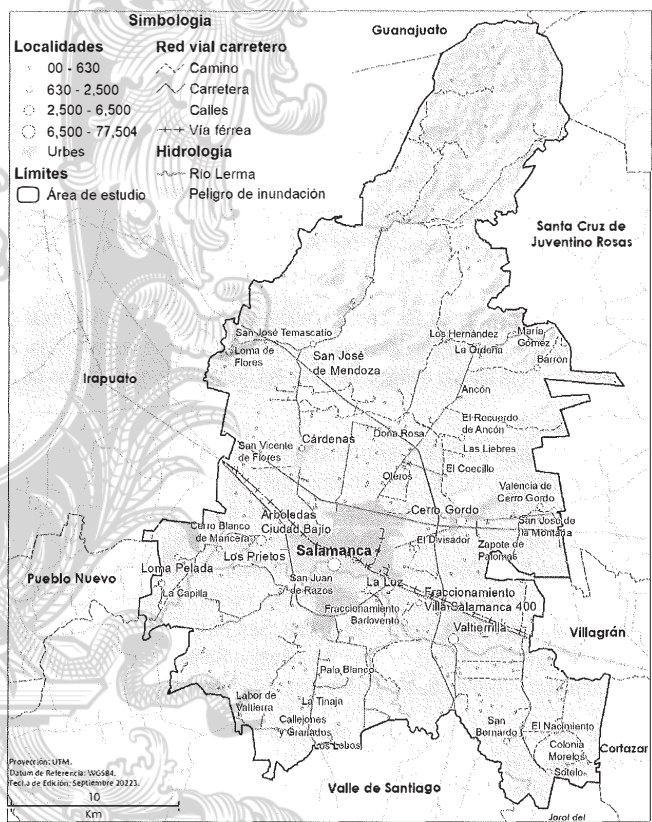 Simbología
Localidades
00 - 630
630 - 2,500
2,500 - 6,500
6,500 - 77,504
Urbes
Límites
Área de estudio
Red vial carretero
Camino
Carretera
Calles
Vía férrea
Hidrología
Río Lerma
Peligro de inundación
Guanajuato
Santa Cruz de
Juventino Rosas
San José Temascatio
Loma de
Flores
San José
de Mendoza
Los Hernández
La Ordeña
María
Gómez
Barrón
Irapuato
Ancón
El Recuerdo
de Ancón
San Vicente
de Flores
Cárdenas
Doña Rosa
Las Liebres
El Coecillo
Oteros
Valencia de
Cerro Gordo
Cerro Gordo
Arboledas
Ciudad Bajío
Cerro Blanco
de Mancera
San José de
la Montaña
El Divisador
Zapote de
Palomas
Los Prietos
Salamanca
Pueblo Nuevo
Loma Pelada
La Capilla
San Juan
de Razos
La Luz
Fraccionamiento
Villa Salamanca 400
Fraccionamiento
Barlovento
Valtierrilla
Villagrán
Palo Blanco
Labor de
Valtierra
La Tinaja
Callejones
y Granados
Los Lobos
San
Bernardo
El Nacimiento
Colonia
Morelos
Sotelo
Cortazar
Proyección: UTM.
Datum de Referencia: WGS84.
Fecha de Edición: Septiembre 20223.
10
Km
Valle de Santiago
Jaral del